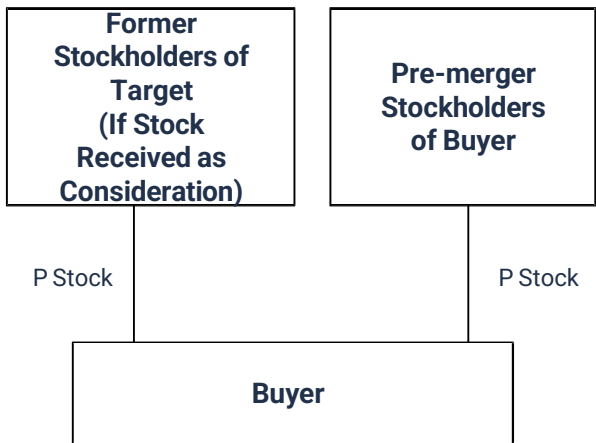 Former
Stockholders of
Target
(If Stock
Received as
Consideration)
Pre-merger
Stockholders
of Buyer
P Stock
P Stock
Buyer